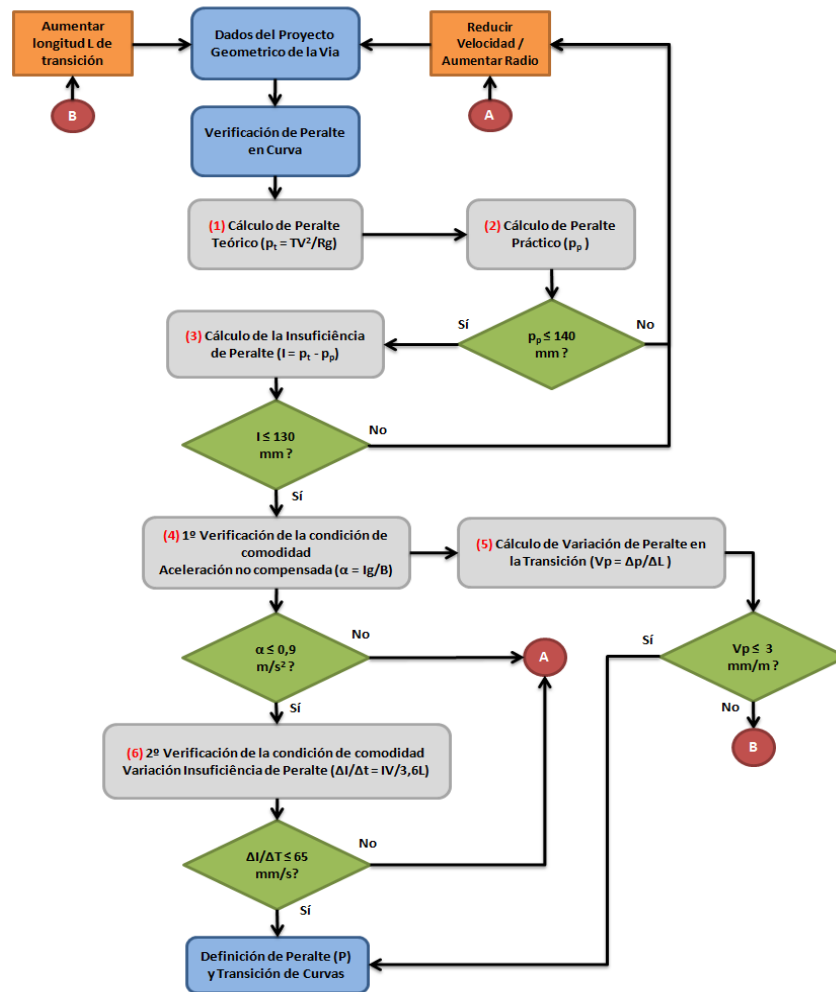 Aumentar
longitud L de
transición
Dados del Proyecto
Geometrico de la Via
Reducir
Velocidad /
Aumentar Radio
B
A
Verificación de Peralte
en Curva
(1) Cálculo de Peralte
Teórico (pₜ = TV²/Rg)
(2) Cálculo de Peralte
Práctico (pₚ )
Sí
pₚ ≤ 140
mm ?
No
(3) Cálculo de la Insuficiência
de Peralte (I = pₜ - pₚ)
I ≤ 130
mm ?
No
Sí
(4) 1º Verificación de la condición de
comodidad
Aceleración no compensada (α = Ig/B)
(5) Cálculo de Variación de Peralte en
la Transición (Vp = Δp/ΔL )
α ≤ 0,9
m/s² ?
No
A
Sí
Vp ≤ 3
mm/m ?
Sí
No
B
(6) 2º Verificación de la condición de comodidad
Variación Insuficiência de Peralte (ΔI/Δt = IV/3,6L)
ΔI/ΔT ≤ 65
mm/s?
No
Sí
Definición de Peralte (P)
y Transición de Curvas